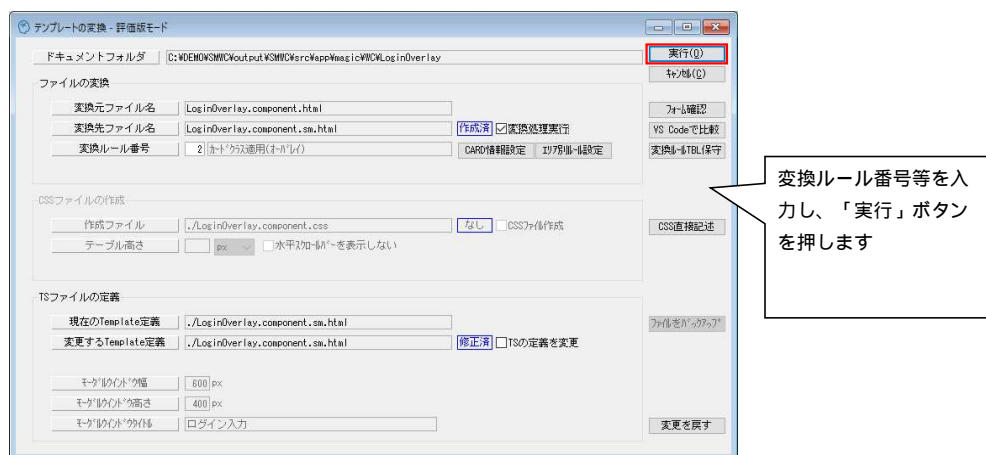 テンプレートの変換 - 評価版モード
ドキュメントフォルダ C:¥DEMO¥SMWC¥output¥SMWC¥src¥app¥magic¥WC¥LoginOverlay 実行(O)
ｷｬﾝｾﾙ(C)
ファイルの変換
変換元ファイル名 LoginOverlay.component.html ﾌｫｰﾑ確認
変換先ファイル名 LoginOverlay.component.sm.html 作成済 変換処理実行 VS Codeで比較
変換ルール番号 2 ｶｰﾄﾞｸﾗｽ適用(ｵｰﾊﾞﾚｲ) CARD情報設定 ｴﾘｱ別ﾙｰﾙ設定 変換ﾙｰﾙTBL保守
変換ルール番号等を入
力し、「実行」ボタン
を押します
CSSファイルの作成
作成ファイル ./LoginOverlay.component.css なし CSSﾌｧｲﾙ作成 CSS直接記述
テーブル高さ px 水平ｽｸﾛｰﾙﾊﾞｰを表示しない
TSファイルの定義
現在のTemplate定義 ./LoginOverlay.component.sm.html ﾌｧｲﾙをﾊﾞｯｸｱｯﾌﾟ
変更するTemplate定義 ./LoginOverlay.component.sm.html 修正済 TSの定義を変更
ﾓｰﾀﾞﾙｳｨﾝﾄﾞｳ幅 600 px
ﾓｰﾀﾞﾙｳｨﾝﾄﾞｳ高さ 400 px
ﾓｰﾀﾞﾙｳｨﾝﾄﾞｳﾀｲﾄﾙ ログイン入力 変更を戻す